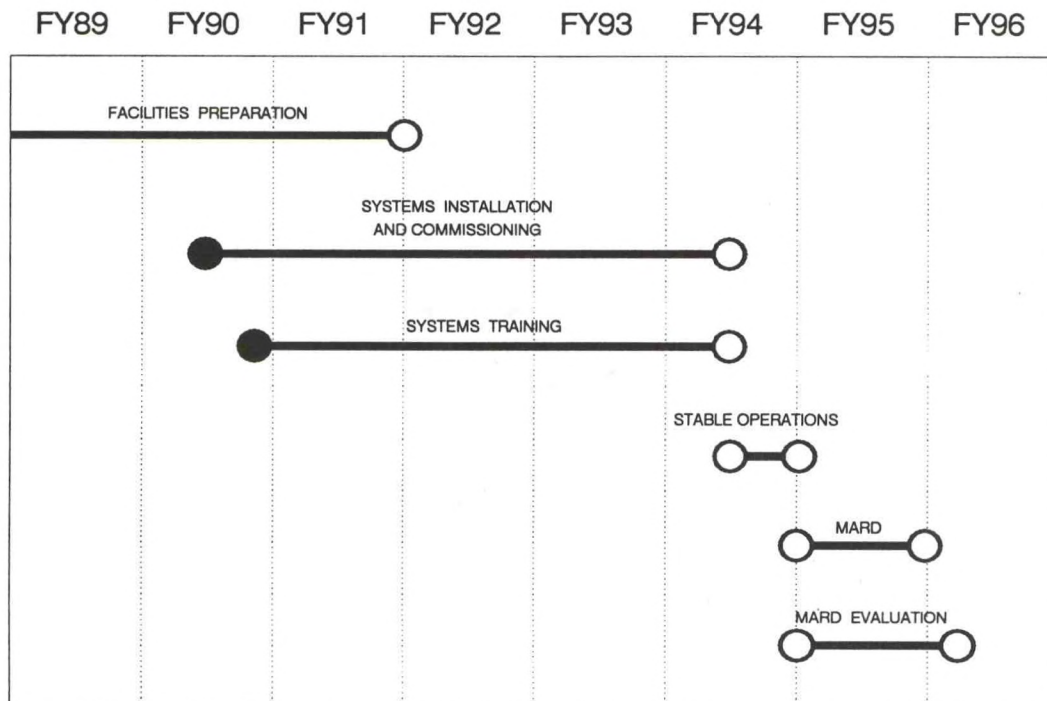 FY89 FY90 FY91 FY92 FY93 FY94 FY95 FY96
FACILITIES PREPARATION
SYSTEMS INSTALLATION
AND COMMISSIONING
SYSTEMS TRAINING
STABLE OPERATIONS
MARD
MARD EVALUATION